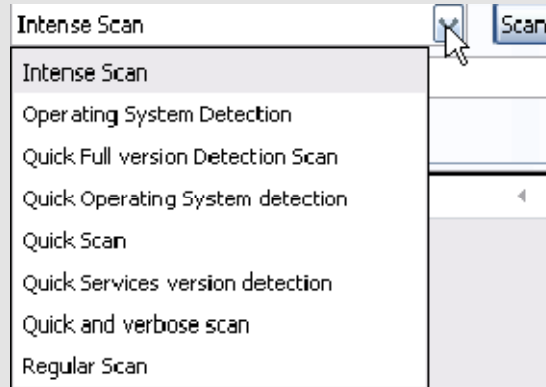 Intense Scan
Scan
Intense Scan
Operating System Detection
Quick Full version Detection Scan
Quick Operating System detection
Quick Scan
Quick Services version detection
Quick and verbose scan
Regular Scan